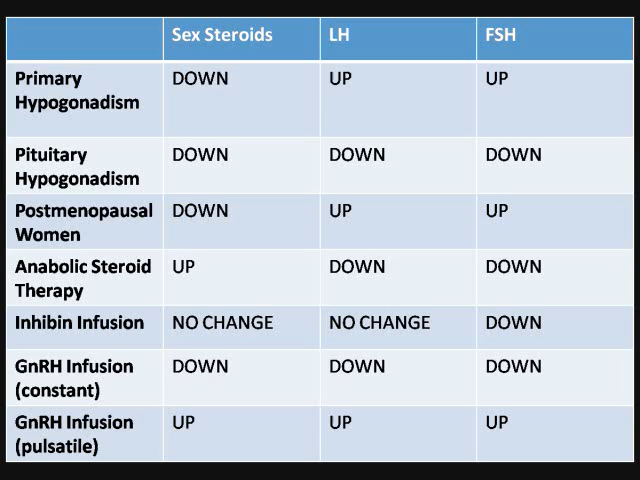 Sex Steroids LH FSH
Primary Hypogonadism DOWN UP UP
Pituitary Hypogonadism DOWN DOWN DOWN
Postmenopausal Women DOWN UP UP
Anabolic Steroid Therapy UP DOWN DOWN
Inhibin Infusion NO CHANGE NO CHANGE DOWN
GnRH Infusion (constant) DOWN DOWN DOWN
GnRH Infusion (pulsatile) UP UP UP